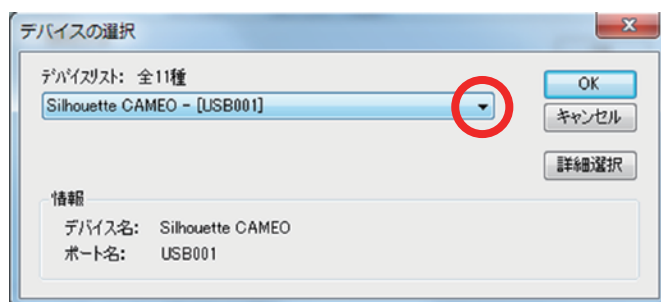 デバイスの選択
デバイスリスト: 全11種
Silhouette CAMEO - [USB001]
OK
キャンセル
詳細選択
情報
デバイス名: Silhouette CAMEO
ポート名: USB001